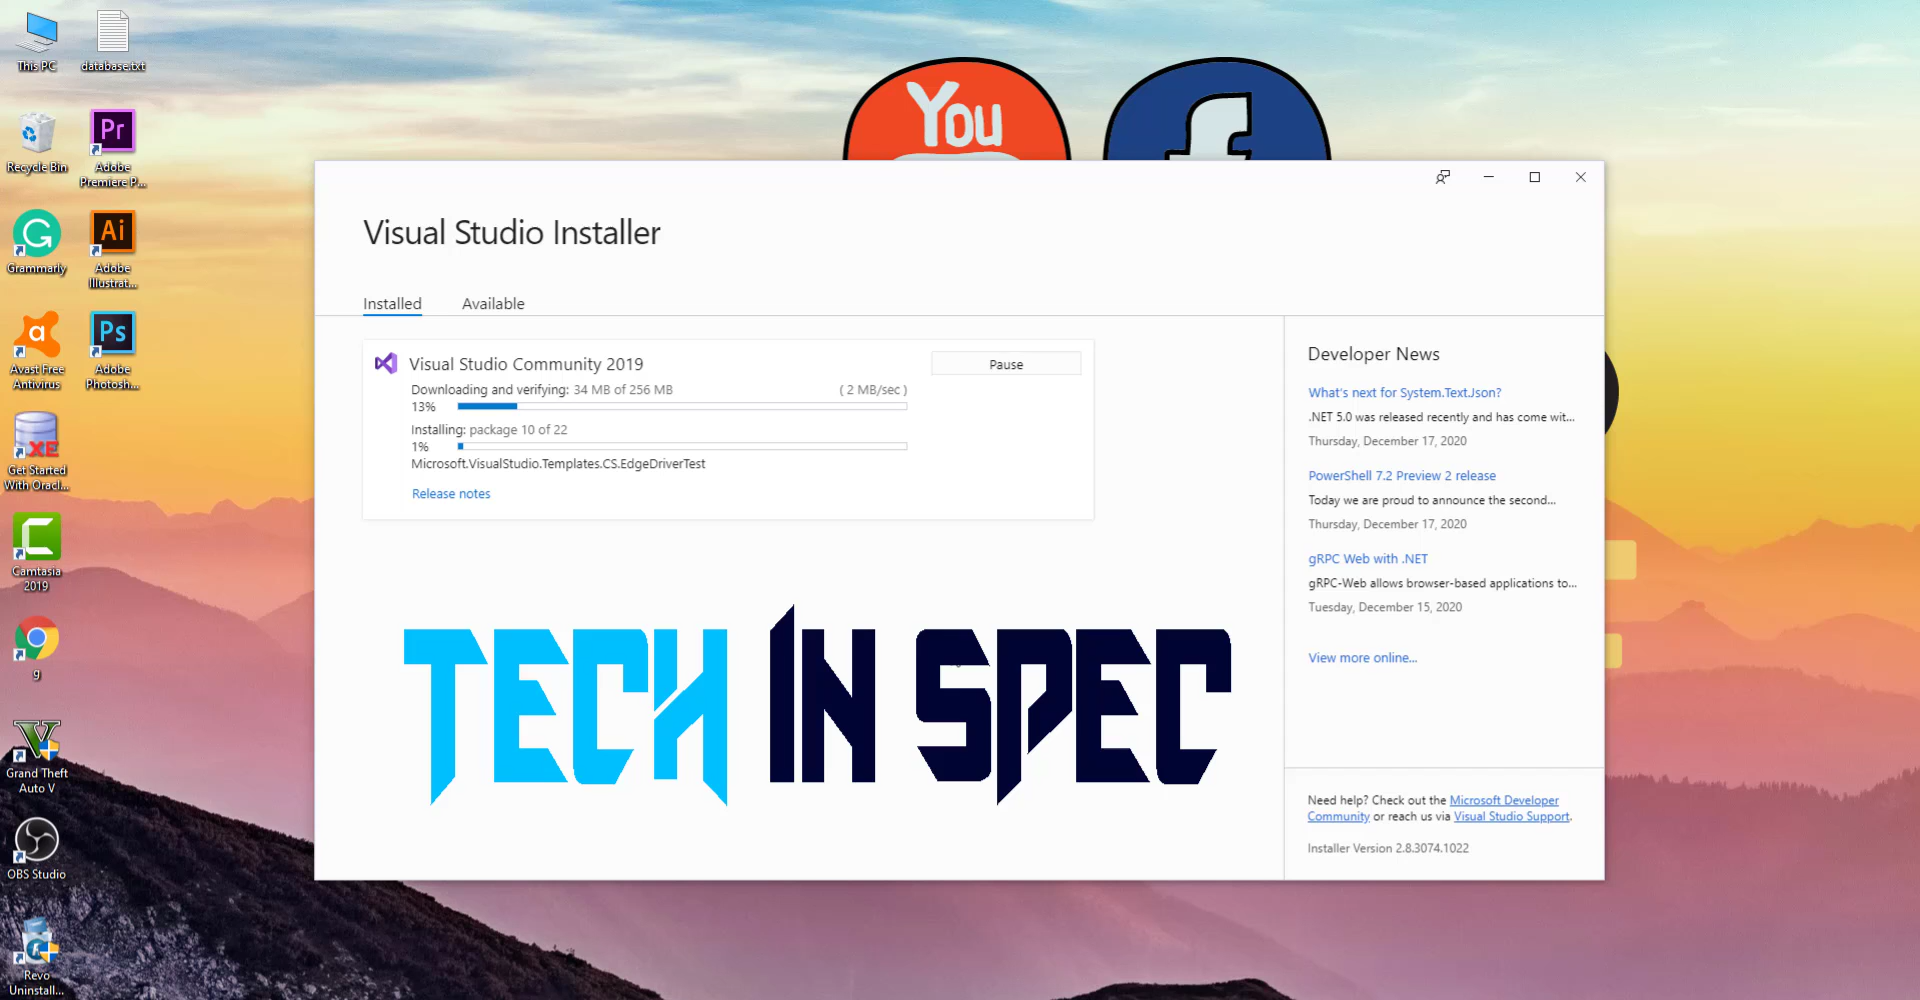 This PC
database.txt
Recycle Bin
Adobe
Premiere P...
Grammarly
Adobe
Illustrat...
Avast Free
Antivirus
Adobe
Photosh...
Get Started
With Oracl...
Camtasia
2019
g
Grand Theft
Auto V
OBS Studio
Revo
Uninstall...
Pr
Ai
a
Ps
XE
You
f
Visual Studio Installer
Installed
Available
Visual Studio Community 2019
Pause
Downloading and verifying: 34 MB of 256 MB
( 2 MB/sec )
13%
Installing: package 10 of 22
1%
Microsoft.VisualStudio.Templates.CS.EdgeDriverTest
Release notes
TECH IN SPEC
Developer News
What's next for System.Text.Json?
.NET 5.0 was released recently and has come wit...
Thursday, December 17, 2020
PowerShell 7.2 Preview 2 release
Today we are proud to announce the second...
Thursday, December 17, 2020
gRPC Web with .NET
gRPC-Web allows browser-based applications to...
Tuesday, December 15, 2020
View more online...
Need help? Check out the Microsoft Developer
Community or reach us via Visual Studio Support.
Installer Version 2.8.3074.1022